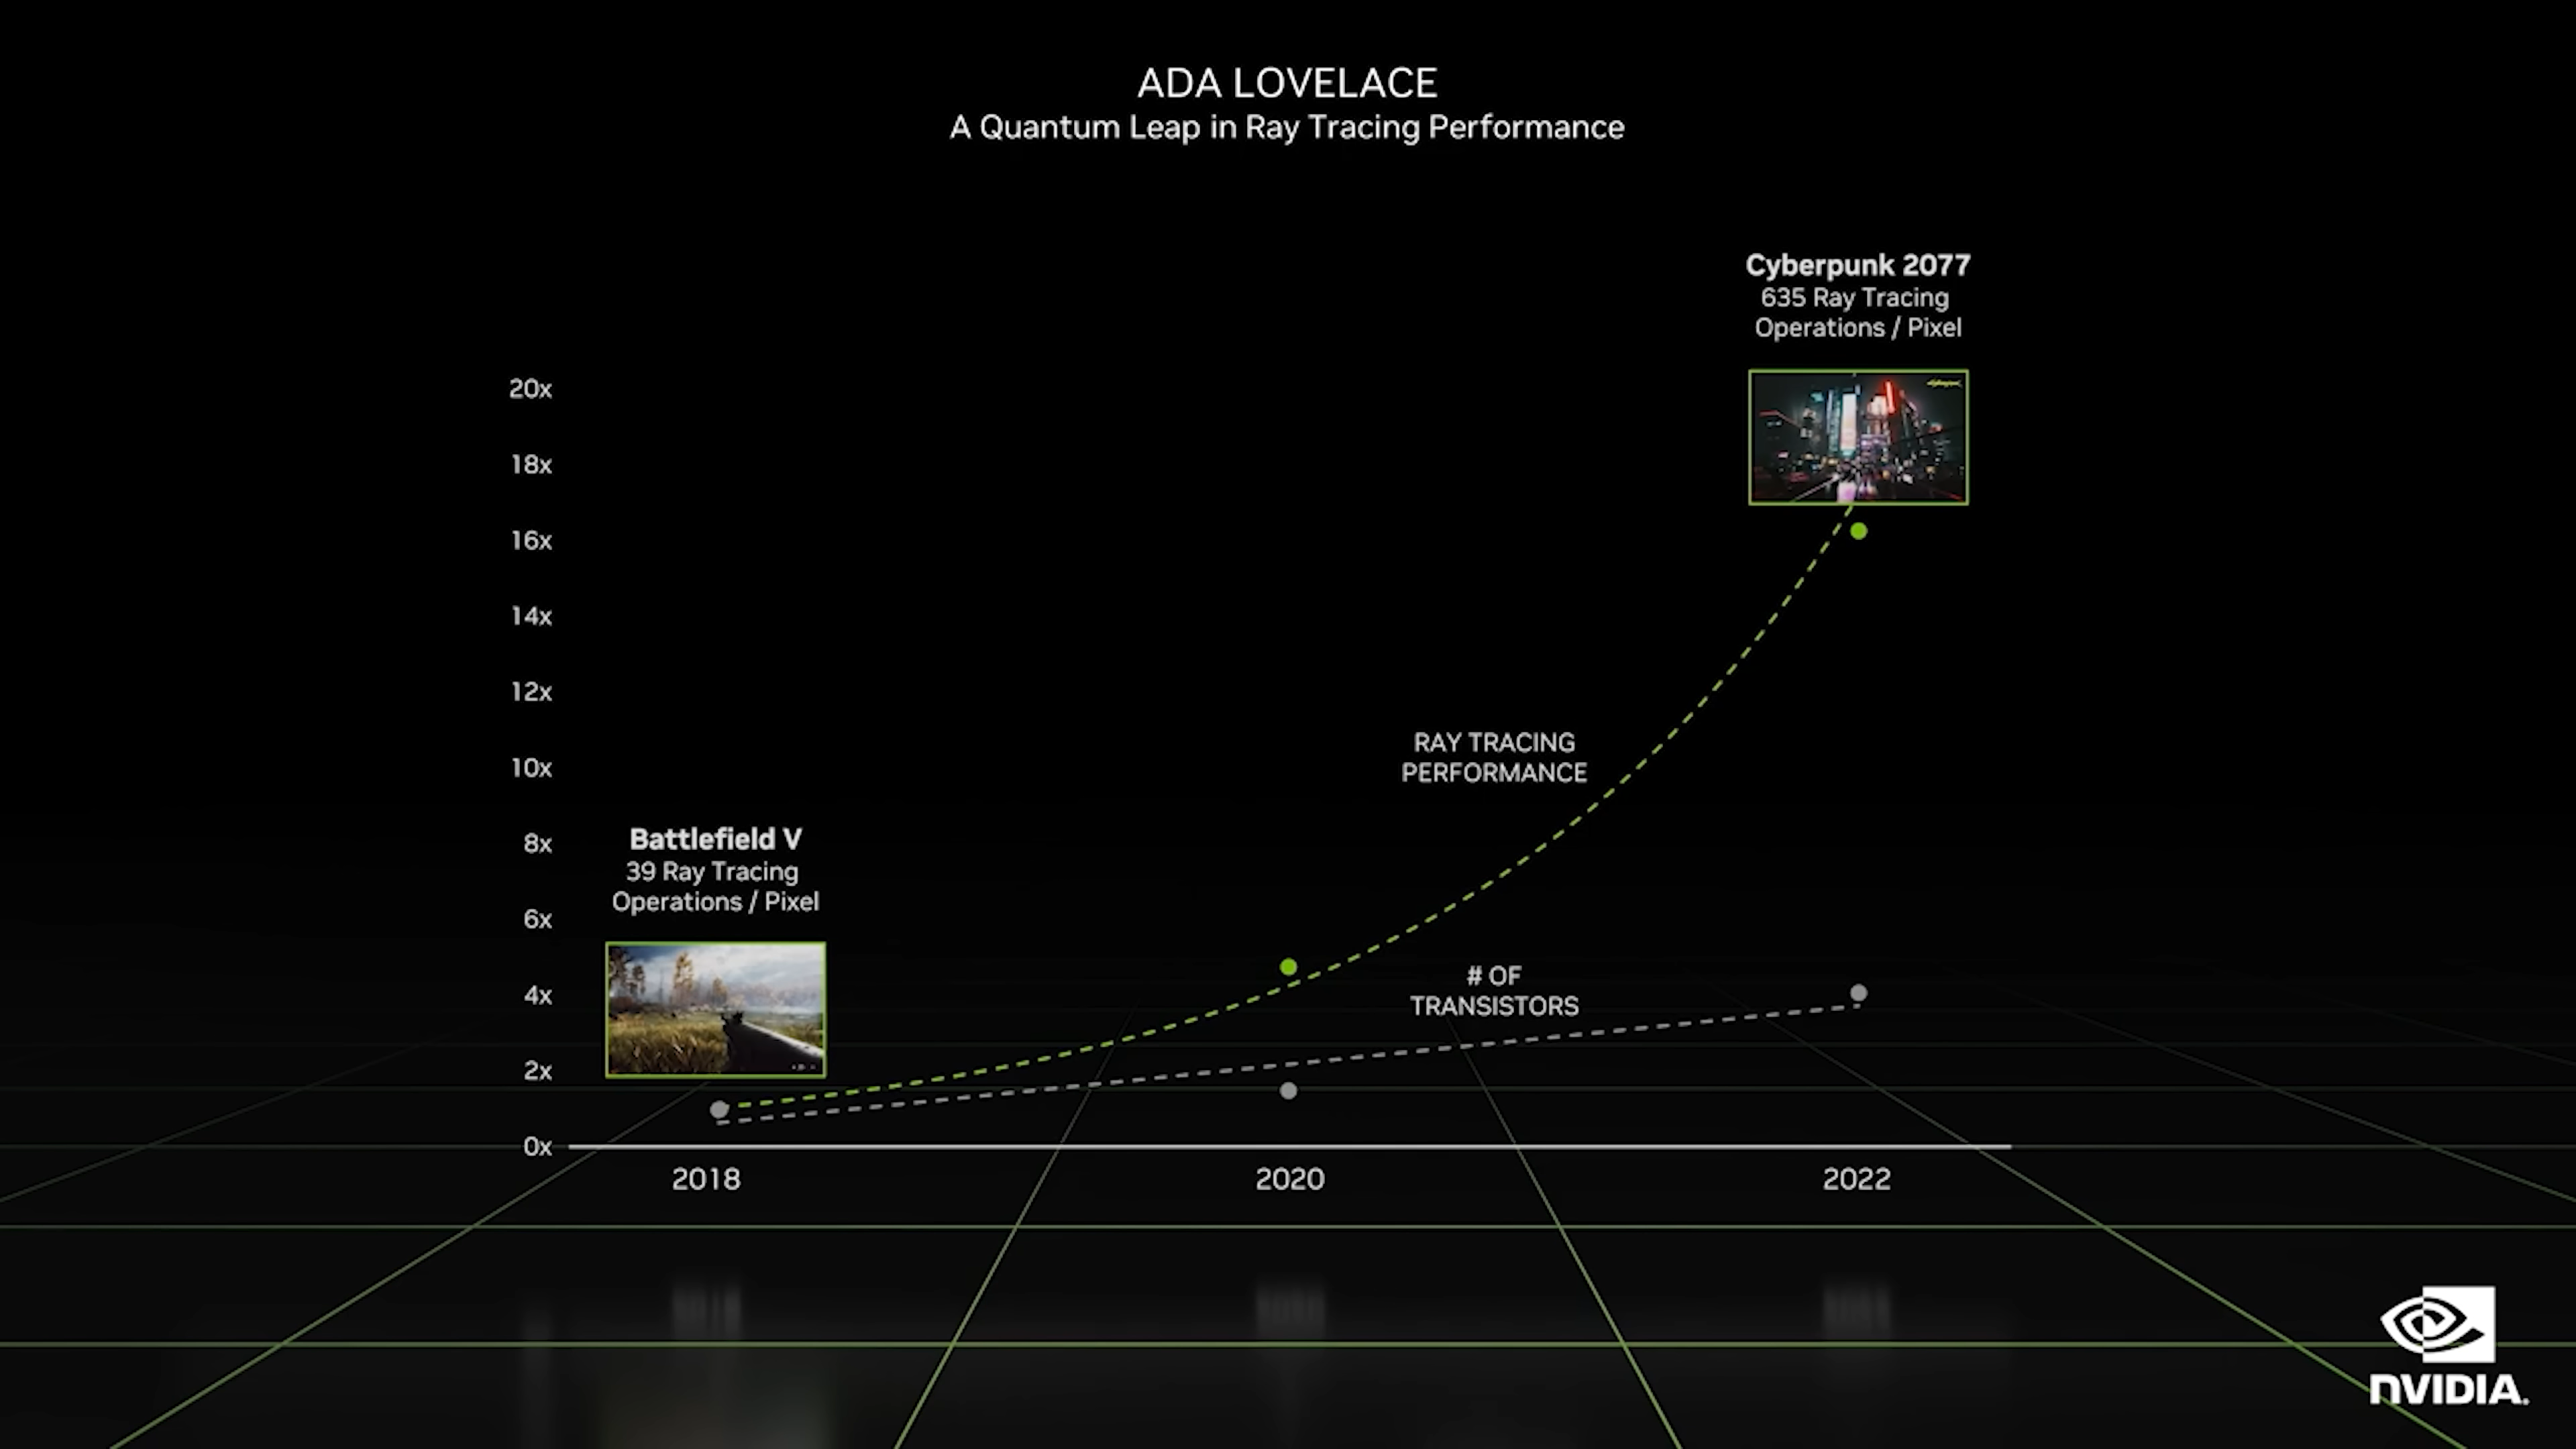 ADA LOVELACE
A Quantum Leap in Ray Tracing Performance
Cyberpunk 2077
635 Ray Tracing
Operations / Pixel
20x
18x
16x
14x
12x
10x
8x
6x
4x
2x
0x
RAY TRACING
PERFORMANCE
Battlefield V
39 Ray Tracing
Operations / Pixel
# OF
TRANSISTORS
2018
2020
2022
NVIDIA.